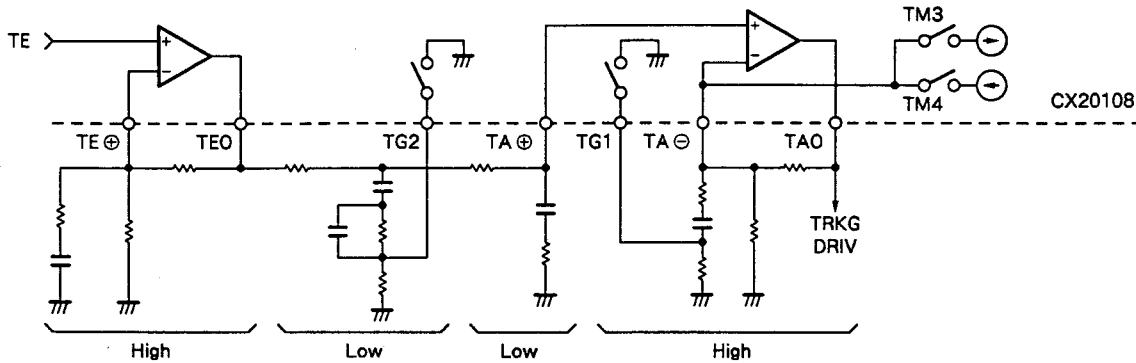 TE
TM3
TM4
CX20108
TE ⊕
TEO
TG2
TA ⊕
TG1
TA ⊖
TAO
TRKG
DRIV
High
Low
Low
High